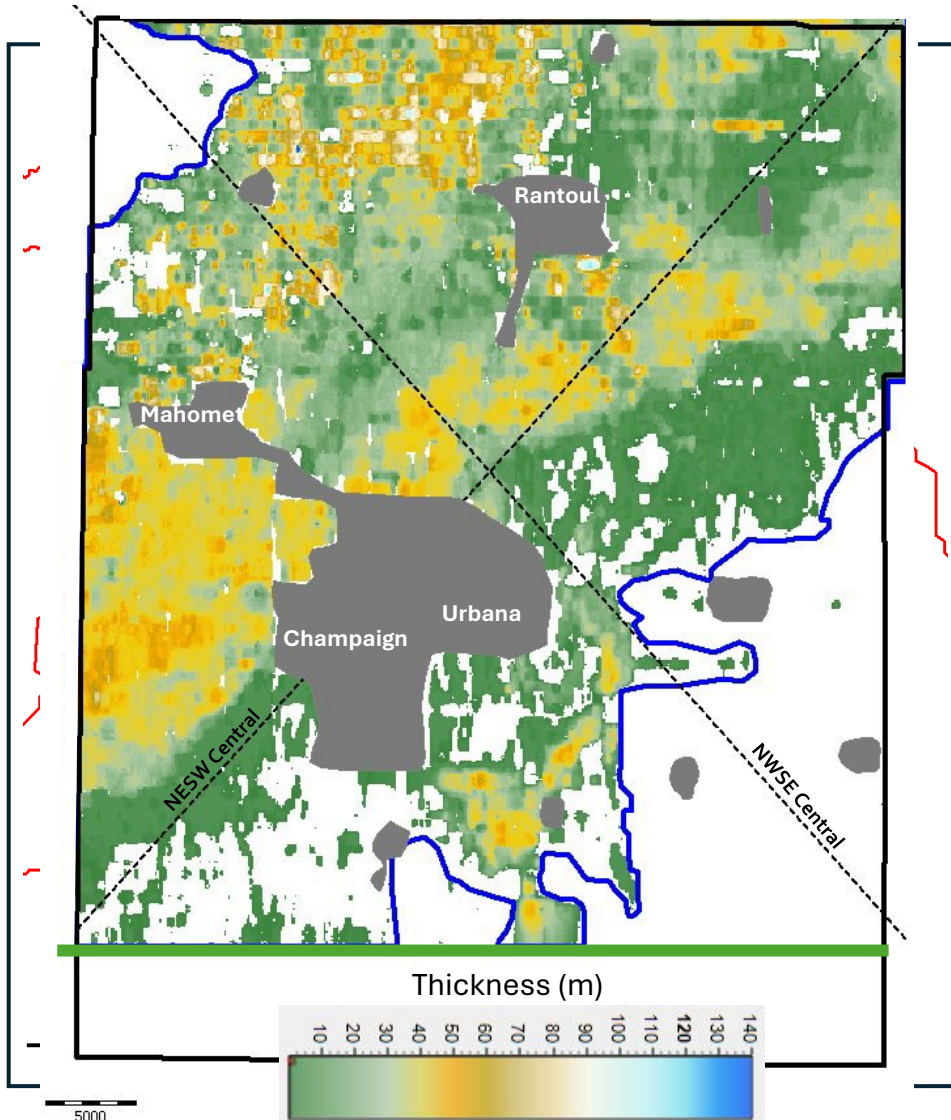 Rantoul
Mahomet
Urbana
Champaign
NESW Central
NWSE Central
Thickness (m)
10 20 30 40 50 60 70 80 90 100 110 120 130 140
5000